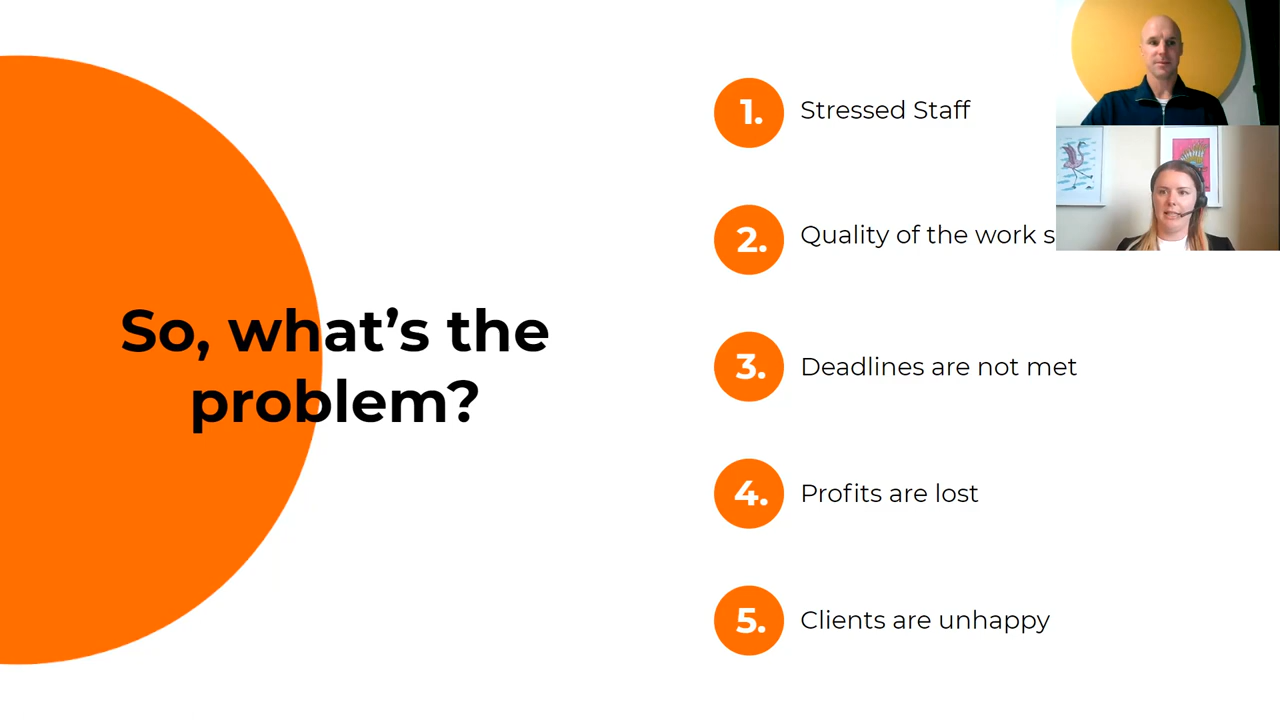 So, what's the
problem?
1. Stressed Staff
2. Quality of the work
3. Deadlines are not met
4. Profits are lost
5. Clients are unhappy